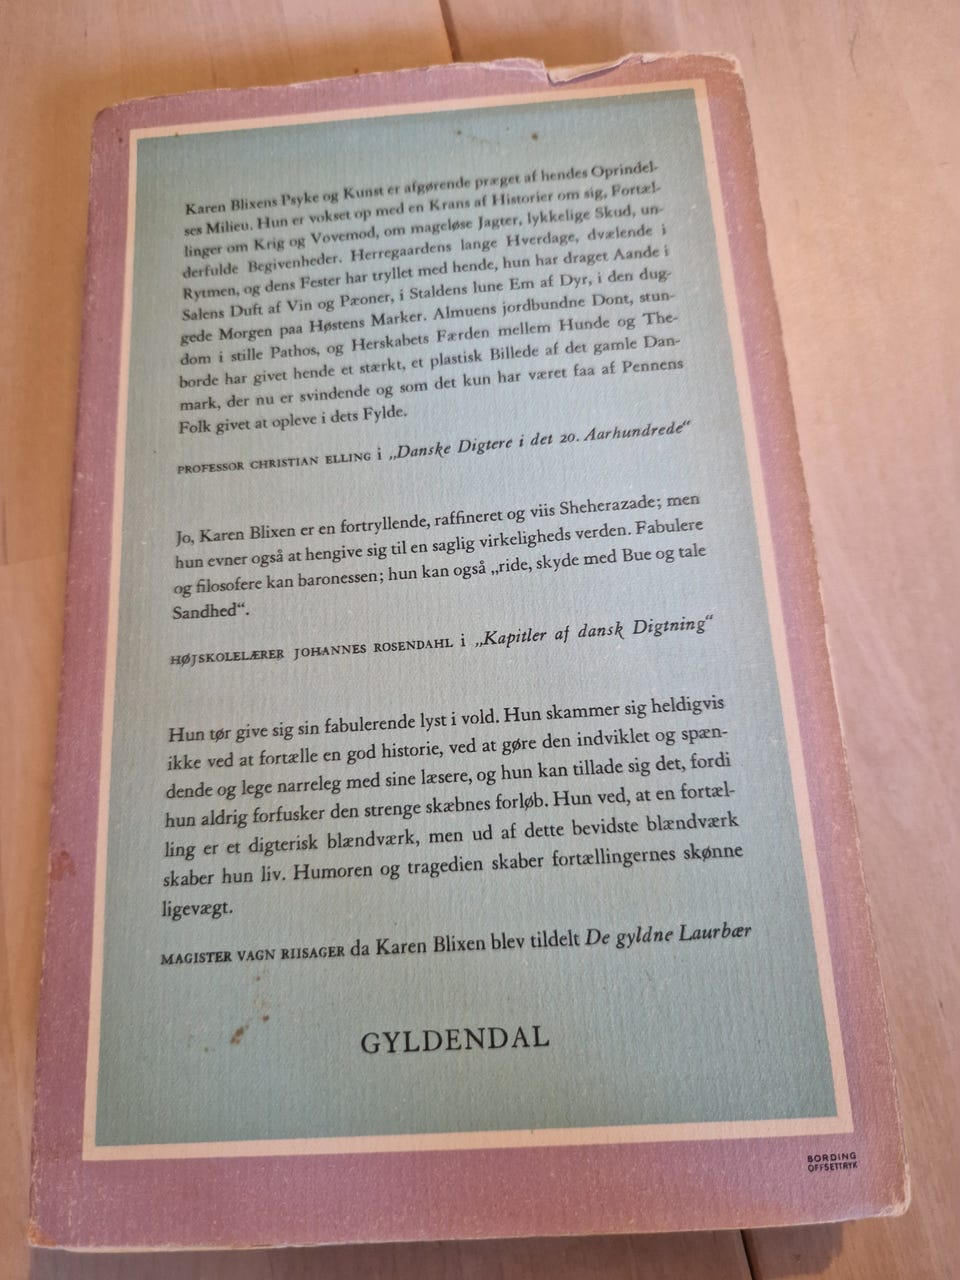 Karen Blixens Psyke og Kunst er afgørende præget af hendes Oprindel-
ses Milieu. Hun er vokset op med en Krans af Historier om sig, Fortæl-
linger om Krig og Vovemod, om mageløse Jagter, lykkelige Skud, un-
derfulde Begivenheder. Herregaardens lange Hverdage, dvælende i
Rytmen, og dens Fester har tryllet med hende, hun har draget Aande i
Salens Duft af Vin og Pæoner, i Staldens lune Em af Dyr, i den dug-
gede Morgen paa Høstens Marker. Almuens jordbundne Dont, stun-
dom i stille Pathos, og Herskabets Færden mellem Hunde og The-
borde har givet hende et stærkt, et plastisk Billede af det gamle Dan-
mark, der nu er svindende og som det kun har været faa af Pennens
Folk givet at opleve i dets Fylde.
PROFESSOR CHRISTIAN ELLING i „Danske Digtere i det 20. Aarhundrede“
Jo, Karen Blixen er en fortryllende, raffineret og viis Sheherazade; men
hun evner også at hengive sig til en saglig virkeligheds verden. Fabulere
og filosofere kan baronessen; hun kan også „ride, skyde med Bue og tale
Sandhed“.
HØJSKOLELÆRER JOHANNES ROSENDAHL i „Kapitler af dansk Digtning“
Hun tør give sig sin fabulerende lyst i vold. Hun skammer sig heldigvis
ikke ved at fortælle en god historie, ved at gøre den indviklet og spæn-
dende og lege narreleg med sine læsere, og hun kan tillade sig det, fordi
hun aldrig forfusker den strenge skæbnes forløb. Hun ved, at en fortæl-
ling er et digterisk blændværk, men ud af dette bevidste blændværk
skaber hun liv. Humoren og tragedien skaber fortællingernes skønne
ligevægt.
MAGISTER VAGN RIISAGER da Karen Blixen blev tildelt De gyldne Laurbær
GYLDENDAL
BORDING
OFFSETTRYK